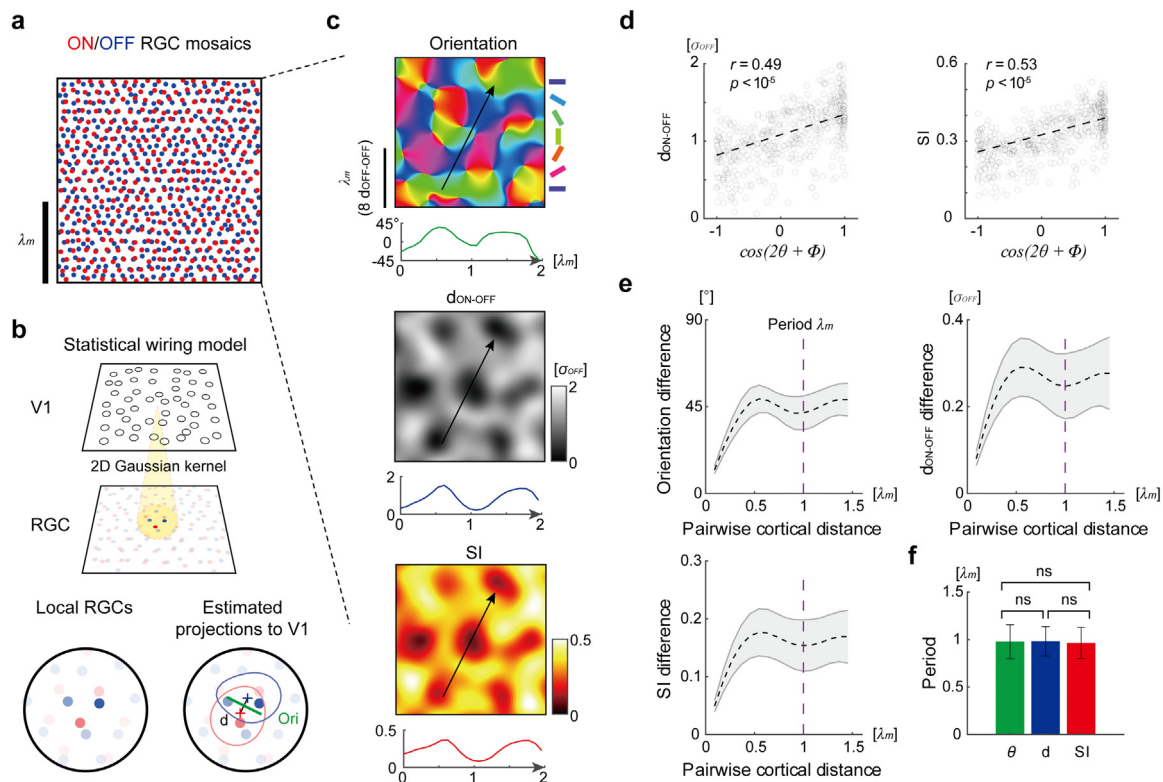 a
ON/OFF RGC mosaics
λm
b
Statistical wiring model
V1
2D Gaussian kernel
RGC
Local RGCs
Estimated
projections to V1
d
Ori
c
Orientation
λm
(8 dOFF-OFF)
45°
0
-45
0 1 2
[λm]
dON-OFF
[σOFF]
2
0
2
0
0 1 2
SI
0.5
0
0.5
0
0 1 2
d
[σOFF]
r = 0.49
p < 10-5
2
1
0
dON-OFF
-1 0 1
cos(2θ + Φ)
r = 0.53
p < 10-5
0.6
0.3
0
SI
-1 0 1
cos(2θ + Φ)
e
[°]
90
45
0
Orientation difference
Period λm
0 0.5 1 1.5
[λm]
Pairwise cortical distance
[σOFF]
0.4
0.2
0
dON-OFF difference
0 0.5 1 1.5
[λm]
Pairwise cortical distance
0.3
0.2
0.1
0
SI difference
0 0.5 1 1.5
[λm]
Pairwise cortical distance
f
[λm]
ns
ns ns
1.5
1
0.5
0
Period
θ d SI